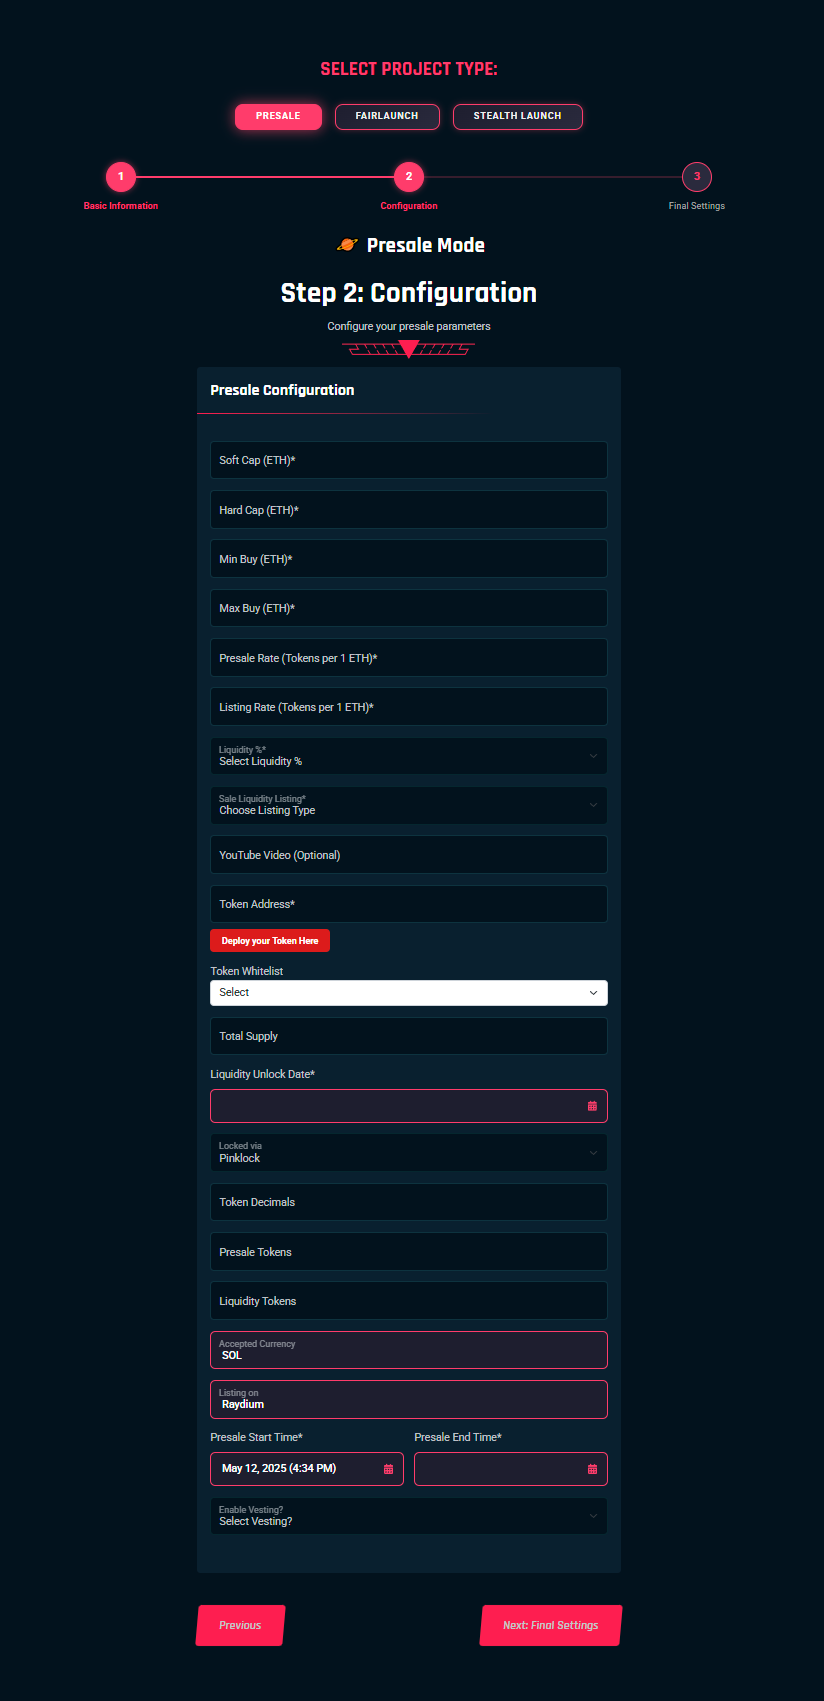 SELECT PROJECT TYPE:
PRESALE
FAIRLAUNCH
STEALTH LAUNCH
1
2
3
Basic Information
Configuration
Final Settings
Presale Mode
Step 2: Configuration
Configure your presale parameters
Presale Configuration
Soft Cap (ETH)*
Hard Cap (ETH)*
Min Buy (ETH)*
Max Buy (ETH)*
Presale Rate (Tokens per 1 ETH)*
Listing Rate (Tokens per 1 ETH)*
Liquidity %*
Select Liquidity %
Sale Liquidity Listing*
Choose Listing Type
YouTube Video (Optional)
Token Address*
Deploy your Token Here
Token Whitelist
Select
Total Supply
Liquidity Unlock Date*
Locked via
Pinklock
Token Decimals
Presale Tokens
Liquidity Tokens
Accepted Currency
SOL
Listing on
Raydium
Presale Start Time*
Presale End Time*
May 12, 2025 (4:34 PM)
Enable Vesting?
Select Vesting?
Previous
Next: Final Settings